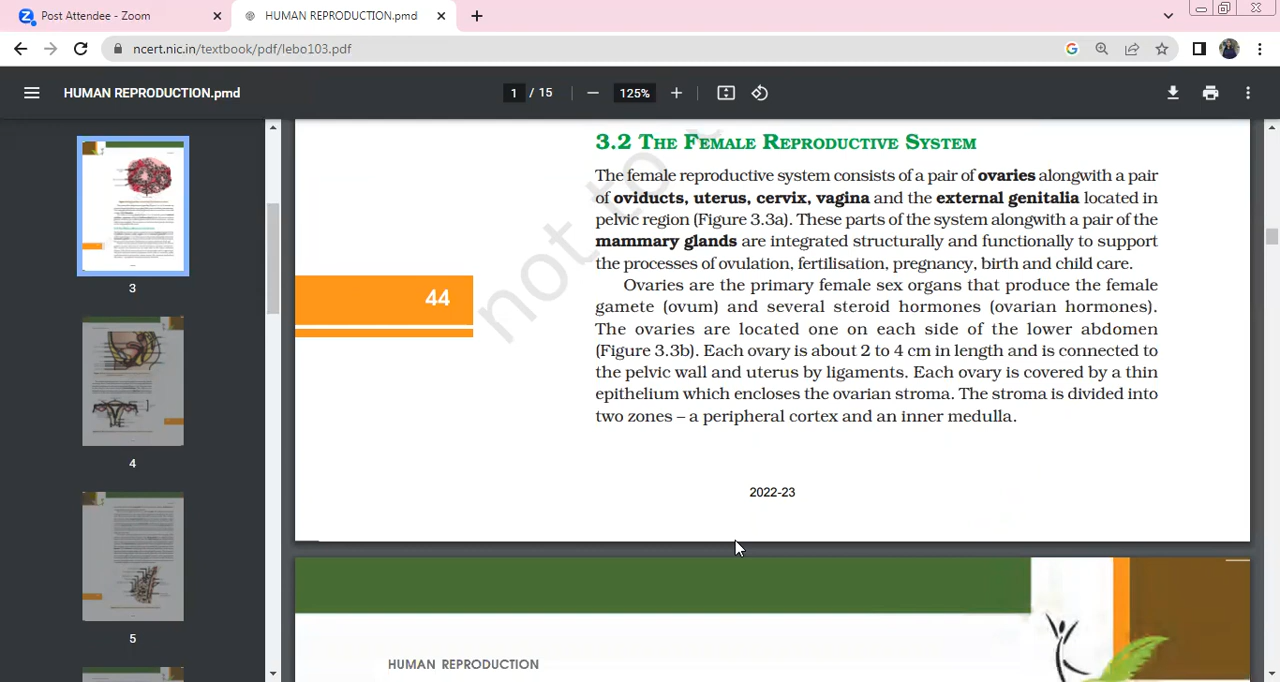 Post Attendee - Zoom
HUMAN REPRODUCTION.pmd
ncert.nic.in/textbook/pdf/lebo103.pdf
HUMAN REPRODUCTION.pmd
1 / 15
125%
3
4
5
3.2 THE FEMALE REPRODUCTIVE SYSTEM
The female reproductive system consists of a pair of ovaries alongwith a pair
of oviducts, uterus, cervix, vagina and the external genitalia located in
pelvic region (Figure 3.3a). These parts of the system alongwith a pair of the
mammary glands are integrated structurally and functionally to support
the processes of ovulation, fertilisation, pregnancy, birth and child care.
Ovaries are the primary female sex organs that produce the female
gamete (ovum) and several steroid hormones (ovarian hormones).
The ovaries are located one on each side of the lower abdomen
(Figure 3.3b). Each ovary is about 2 to 4 cm in length and is connected to
the pelvic wall and uterus by ligaments. Each ovary is covered by a thin
epithelium which encloses the ovarian stroma. The stroma is divided into
two zones – a peripheral cortex and an inner medulla.
44
not to
2022-23
HUMAN REPRODUCTION